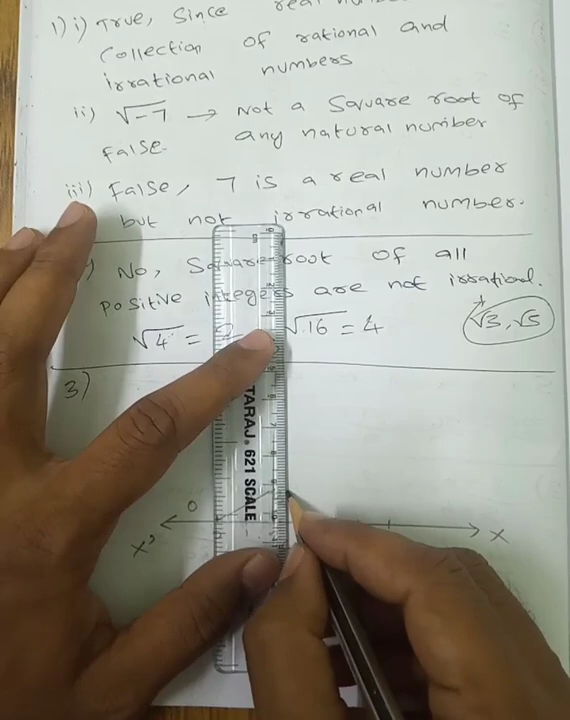 1) i) True, Since real
Collection of rational and
irrational numbers
ii) √-7 → Not a Square root of
False. any natural number
iii) False, 7 is a real number
but not irrational number.
) No, Square root of all
Positive integers are not irrational.
√4 = √16 = 4 √3, √5
3)
TARAJ 621 SCALE
0
X' X